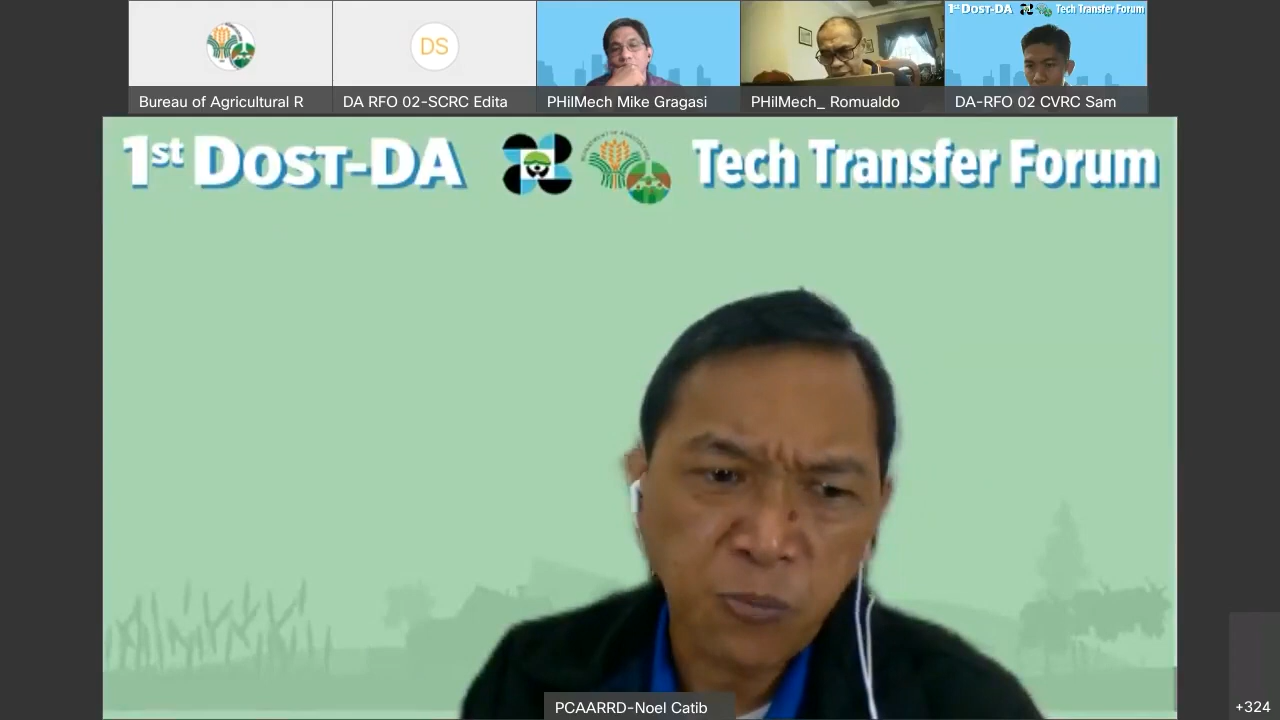 DS
1st DOST-DA Tech Transfer Forum
Bureau of Agricultural R
DA RFO 02-SCRC Edita
PHilMech Mike Gragasi
PHilMech_ Romualdo
DA-RFO 02 CVRC Sam
1st DOST-DA Tech Transfer Forum
PCAARRD-Noel Catib
+324